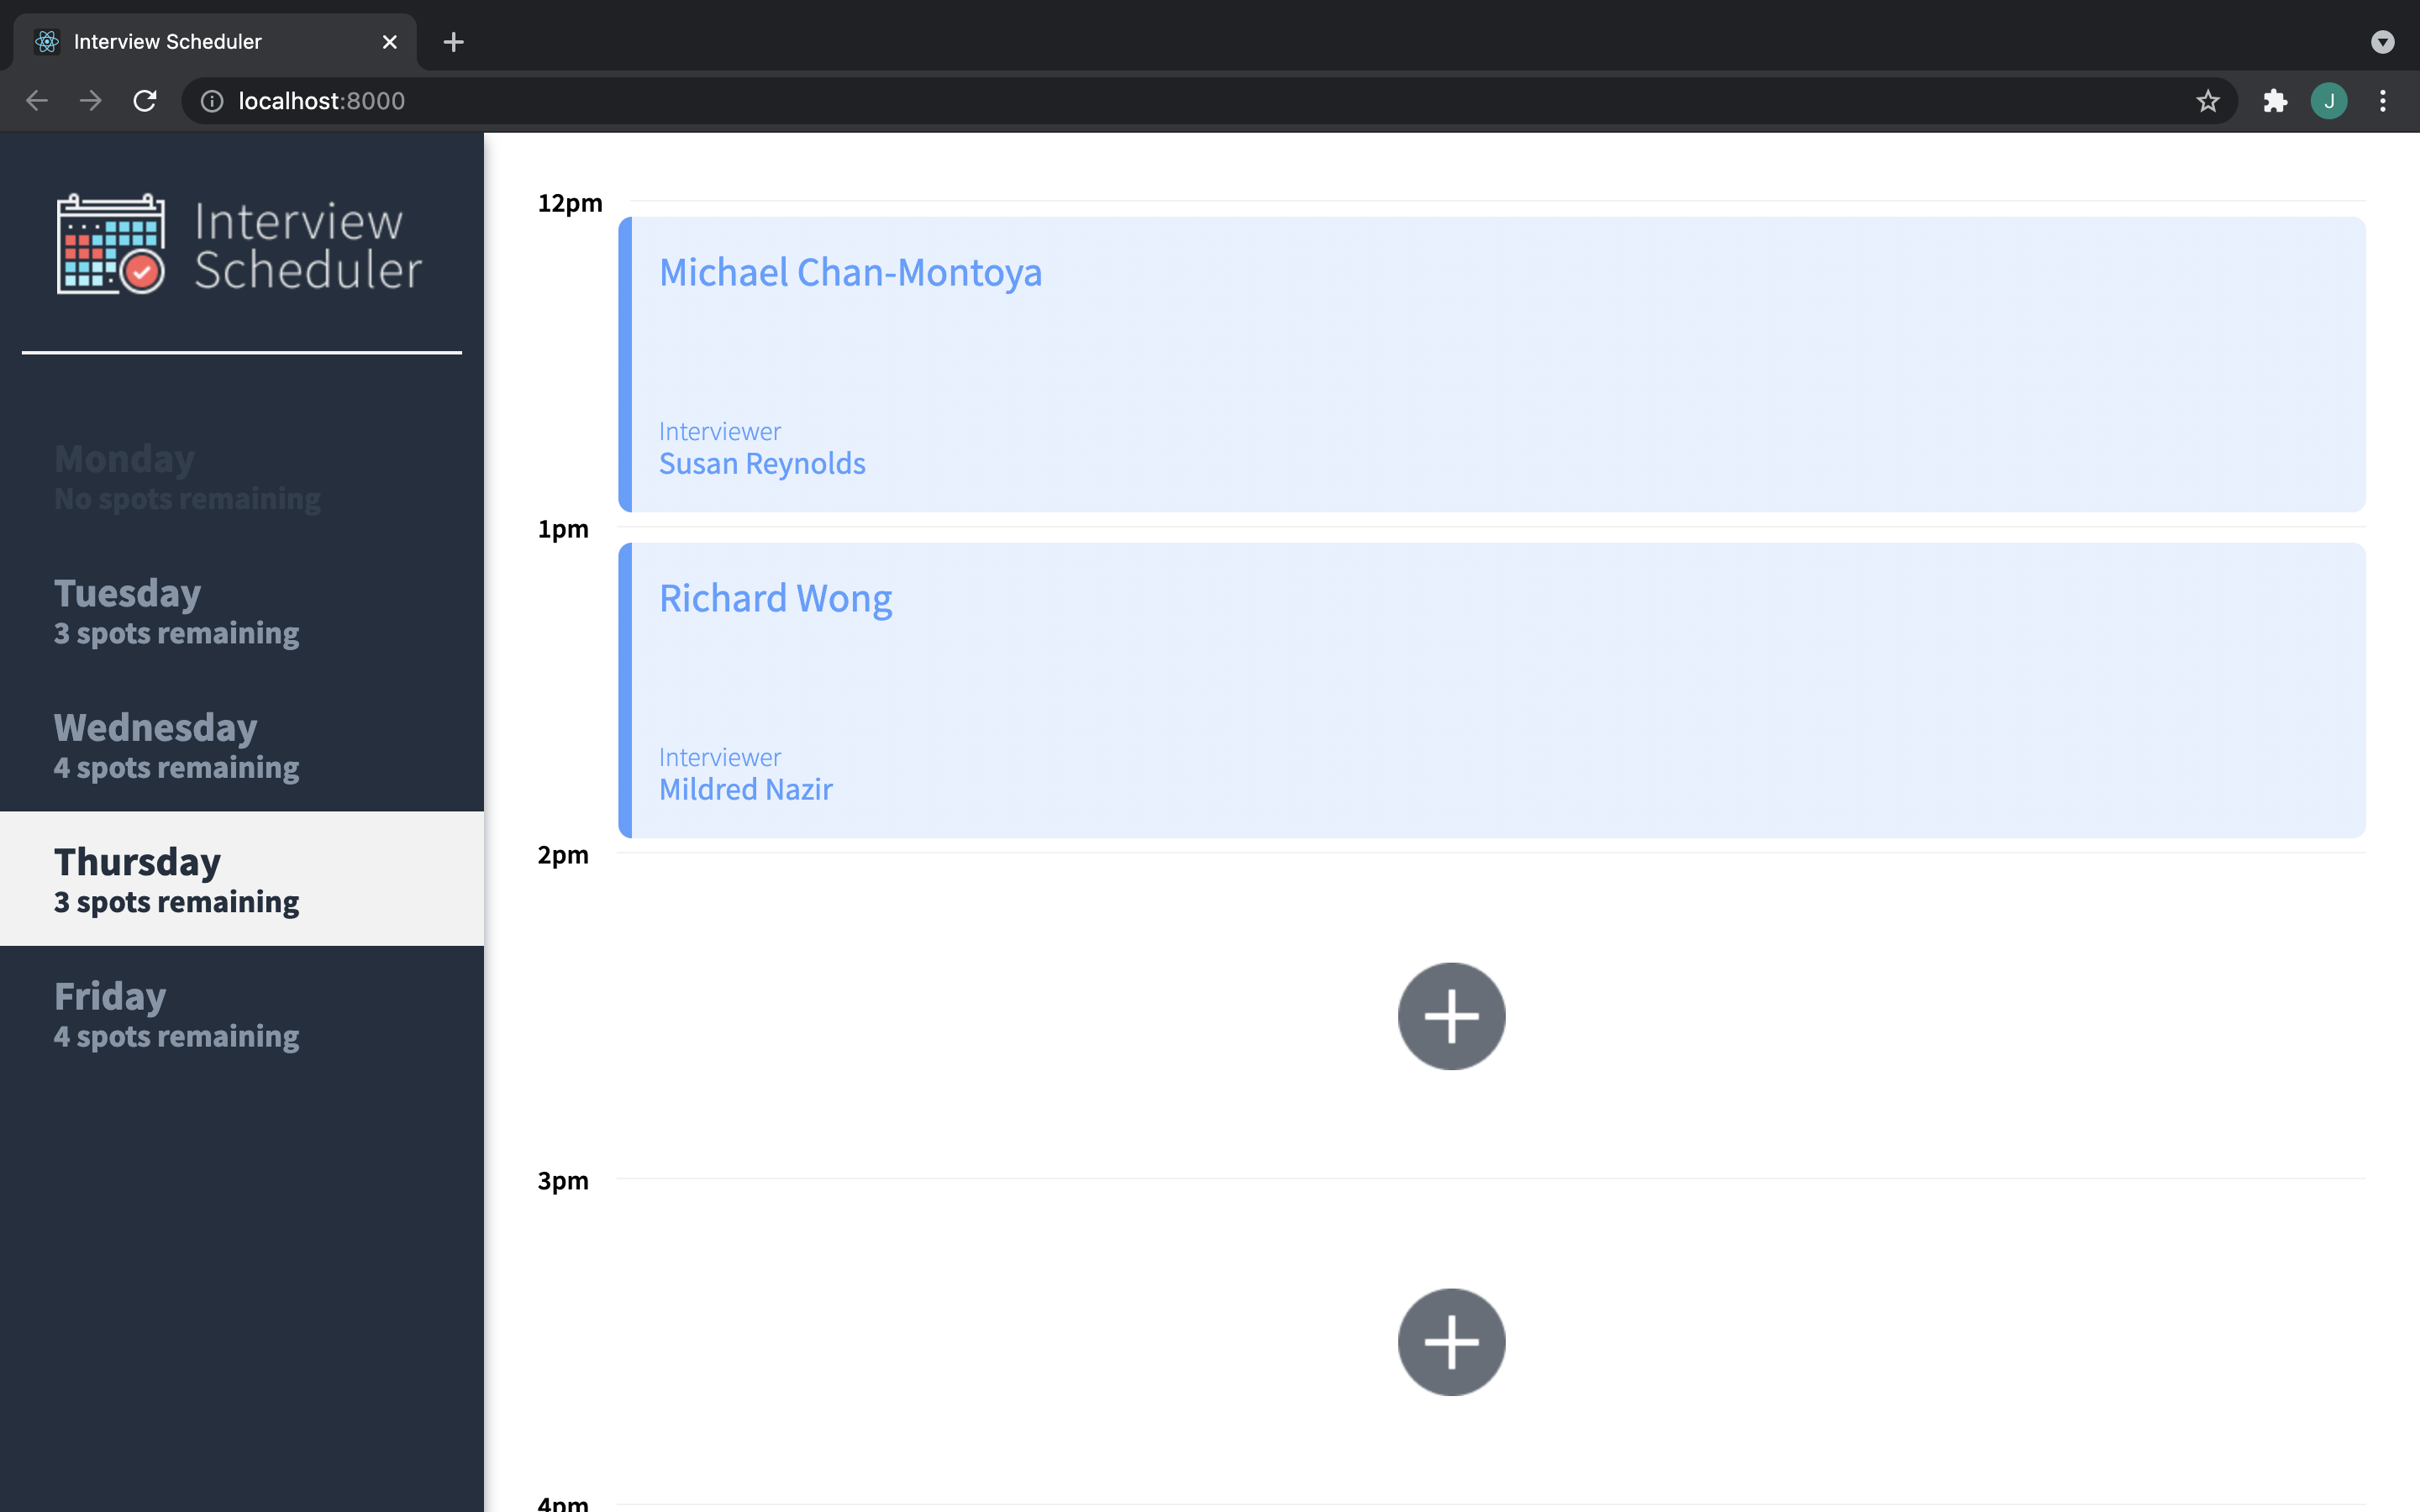 Interview Scheduler
localhost:8000
J
Interview
Scheduler
Monday
No spots remaining
Tuesday
3 spots remaining
Wednesday
4 spots remaining
Thursday
3 spots remaining
Friday
4 spots remaining
12pm
Michael Chan-Montoya
Interviewer
Susan Reynolds
1pm
Richard Wong
Interviewer
Mildred Nazir
2pm
3pm
4pm